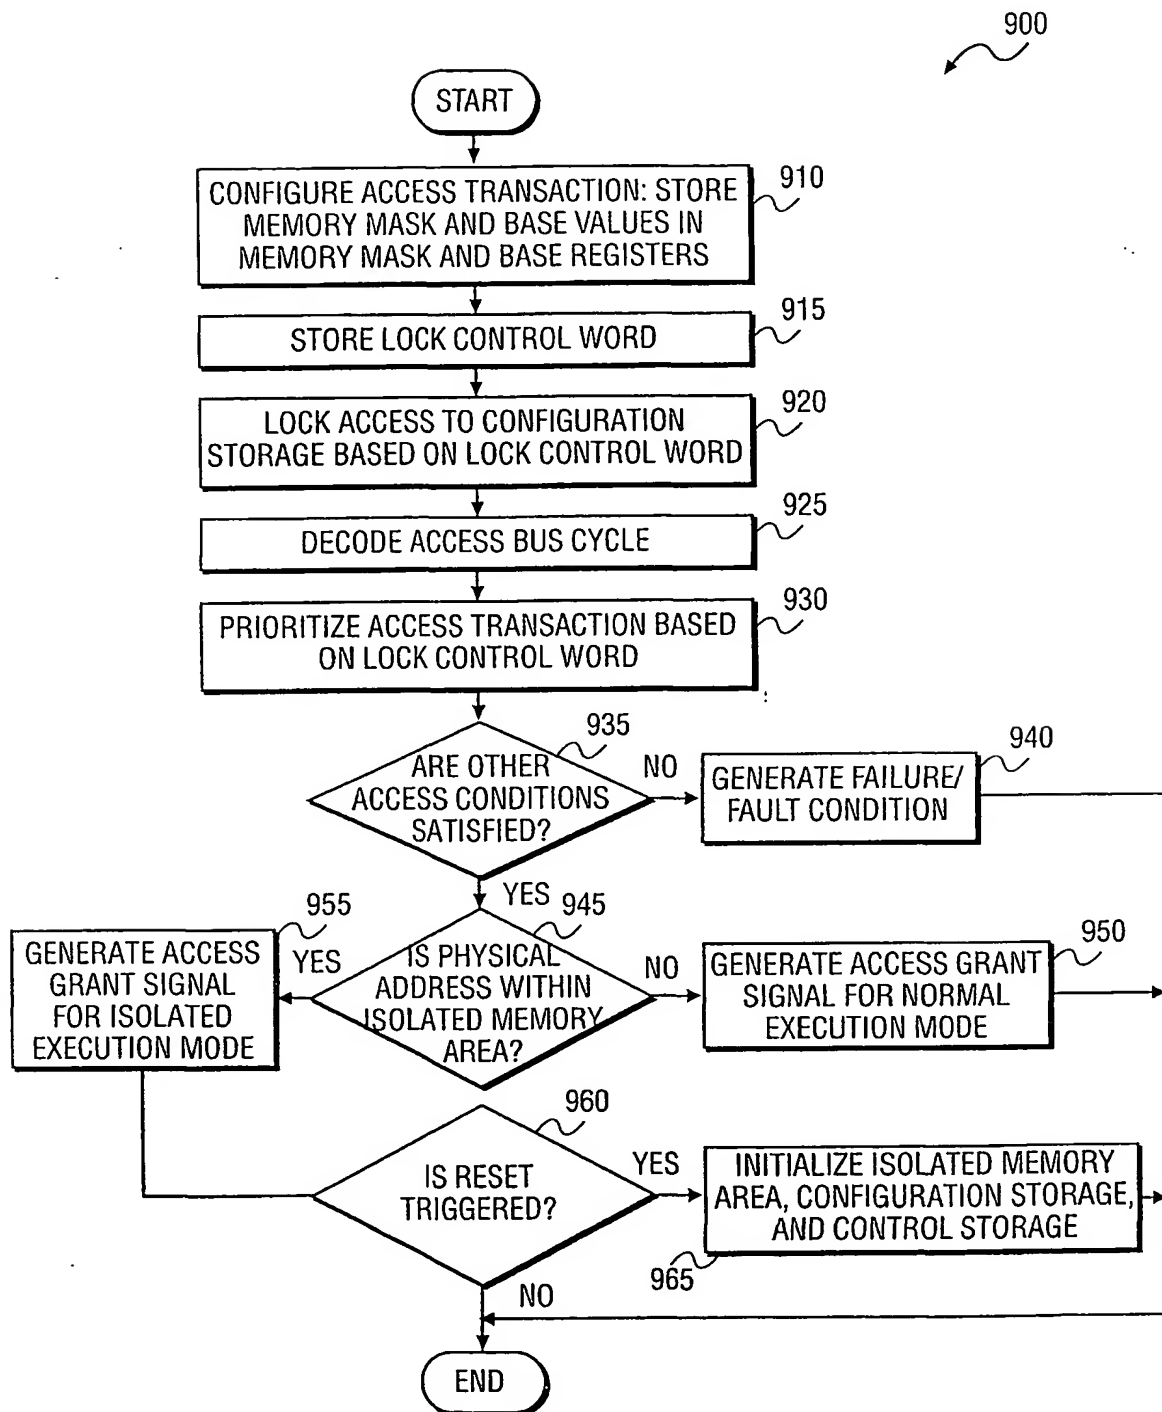 900
START
CONFIGURE ACCESS TRANSACTION: STORE
MEMORY MASK AND BASE VALUES IN
MEMORY MASK AND BASE REGISTERS
910
STORE LOCK CONTROL WORD
915
LOCK ACCESS TO CONFIGURATION
STORAGE BASED ON LOCK CONTROL WORD
920
DECODE ACCESS BUS CYCLE
925
PRIORITIZE ACCESS TRANSACTION BASED
ON LOCK CONTROL WORD
930
ARE OTHER
ACCESS CONDITIONS
SATISFIED?
935
NO
GENERATE FAILURE/
FAULT CONDITION
940
YES
IS PHYSICAL
ADDRESS WITHIN
ISOLATED MEMORY
AREA?
945
NO
GENERATE ACCESS GRANT
SIGNAL FOR NORMAL
EXECUTION MODE
950
YES
GENERATE ACCESS
GRANT SIGNAL
FOR ISOLATED
EXECUTION MODE
955
IS RESET
TRIGGERED?
960
YES
INITIALIZE ISOLATED MEMORY
AREA, CONFIGURATION STORAGE,
AND CONTROL STORAGE
965
NO
END